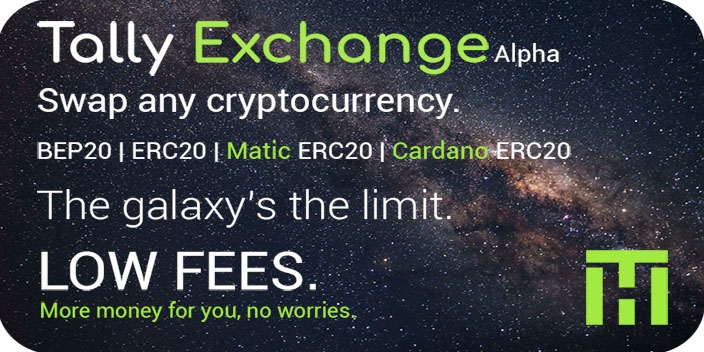 Tally Exchange Alpha
Swap any cryptocurrency.
BEP20 | ERC20 | Matic ERC20 | Cardano ERC20
The galaxy's the limit.
LOW FEES.
More money for you, no worries.